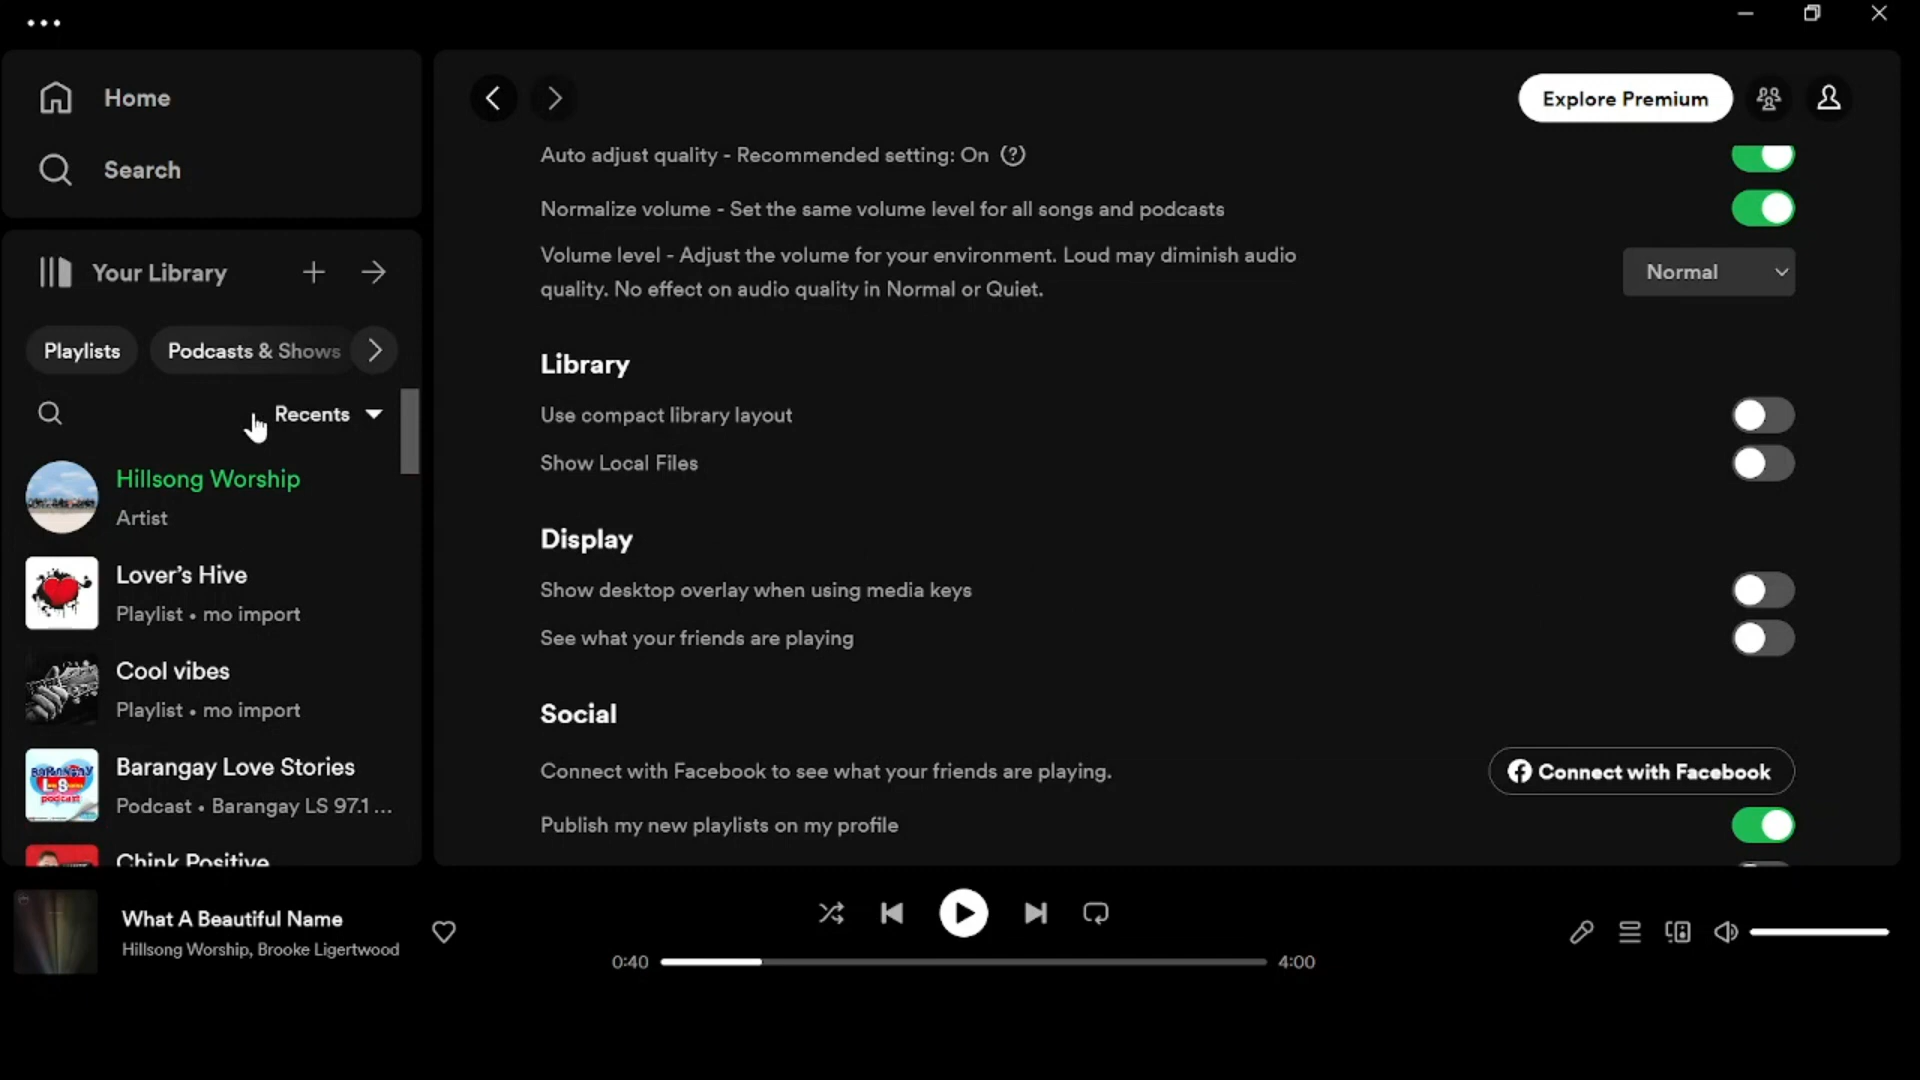 Home
Search
Your Library
Playlists
Podcasts & Shows
Recents
Hillsong Worship
Artist
Lover's Hive
Playlist • mo import
Cool vibes
Playlist • mo import
Barangay Love Stories
Podcast • Barangay LS 97.1 ...
Chink Positive
Explore Premium
Auto adjust quality - Recommended setting: On
Normalize volume - Set the same volume level for all songs and podcasts
Volume level - Adjust the volume for your environment. Loud may diminish audio
quality. No effect on audio quality in Normal or Quiet.
Normal
Library
Use compact library layout
Show Local Files
Display
Show desktop overlay when using media keys
See what your friends are playing
Social
Connect with Facebook to see what your friends are playing.
Connect with Facebook
Publish my new playlists on my profile
What A Beautiful Name
Hillsong Worship, Brooke Ligertwood
0:40
4:00